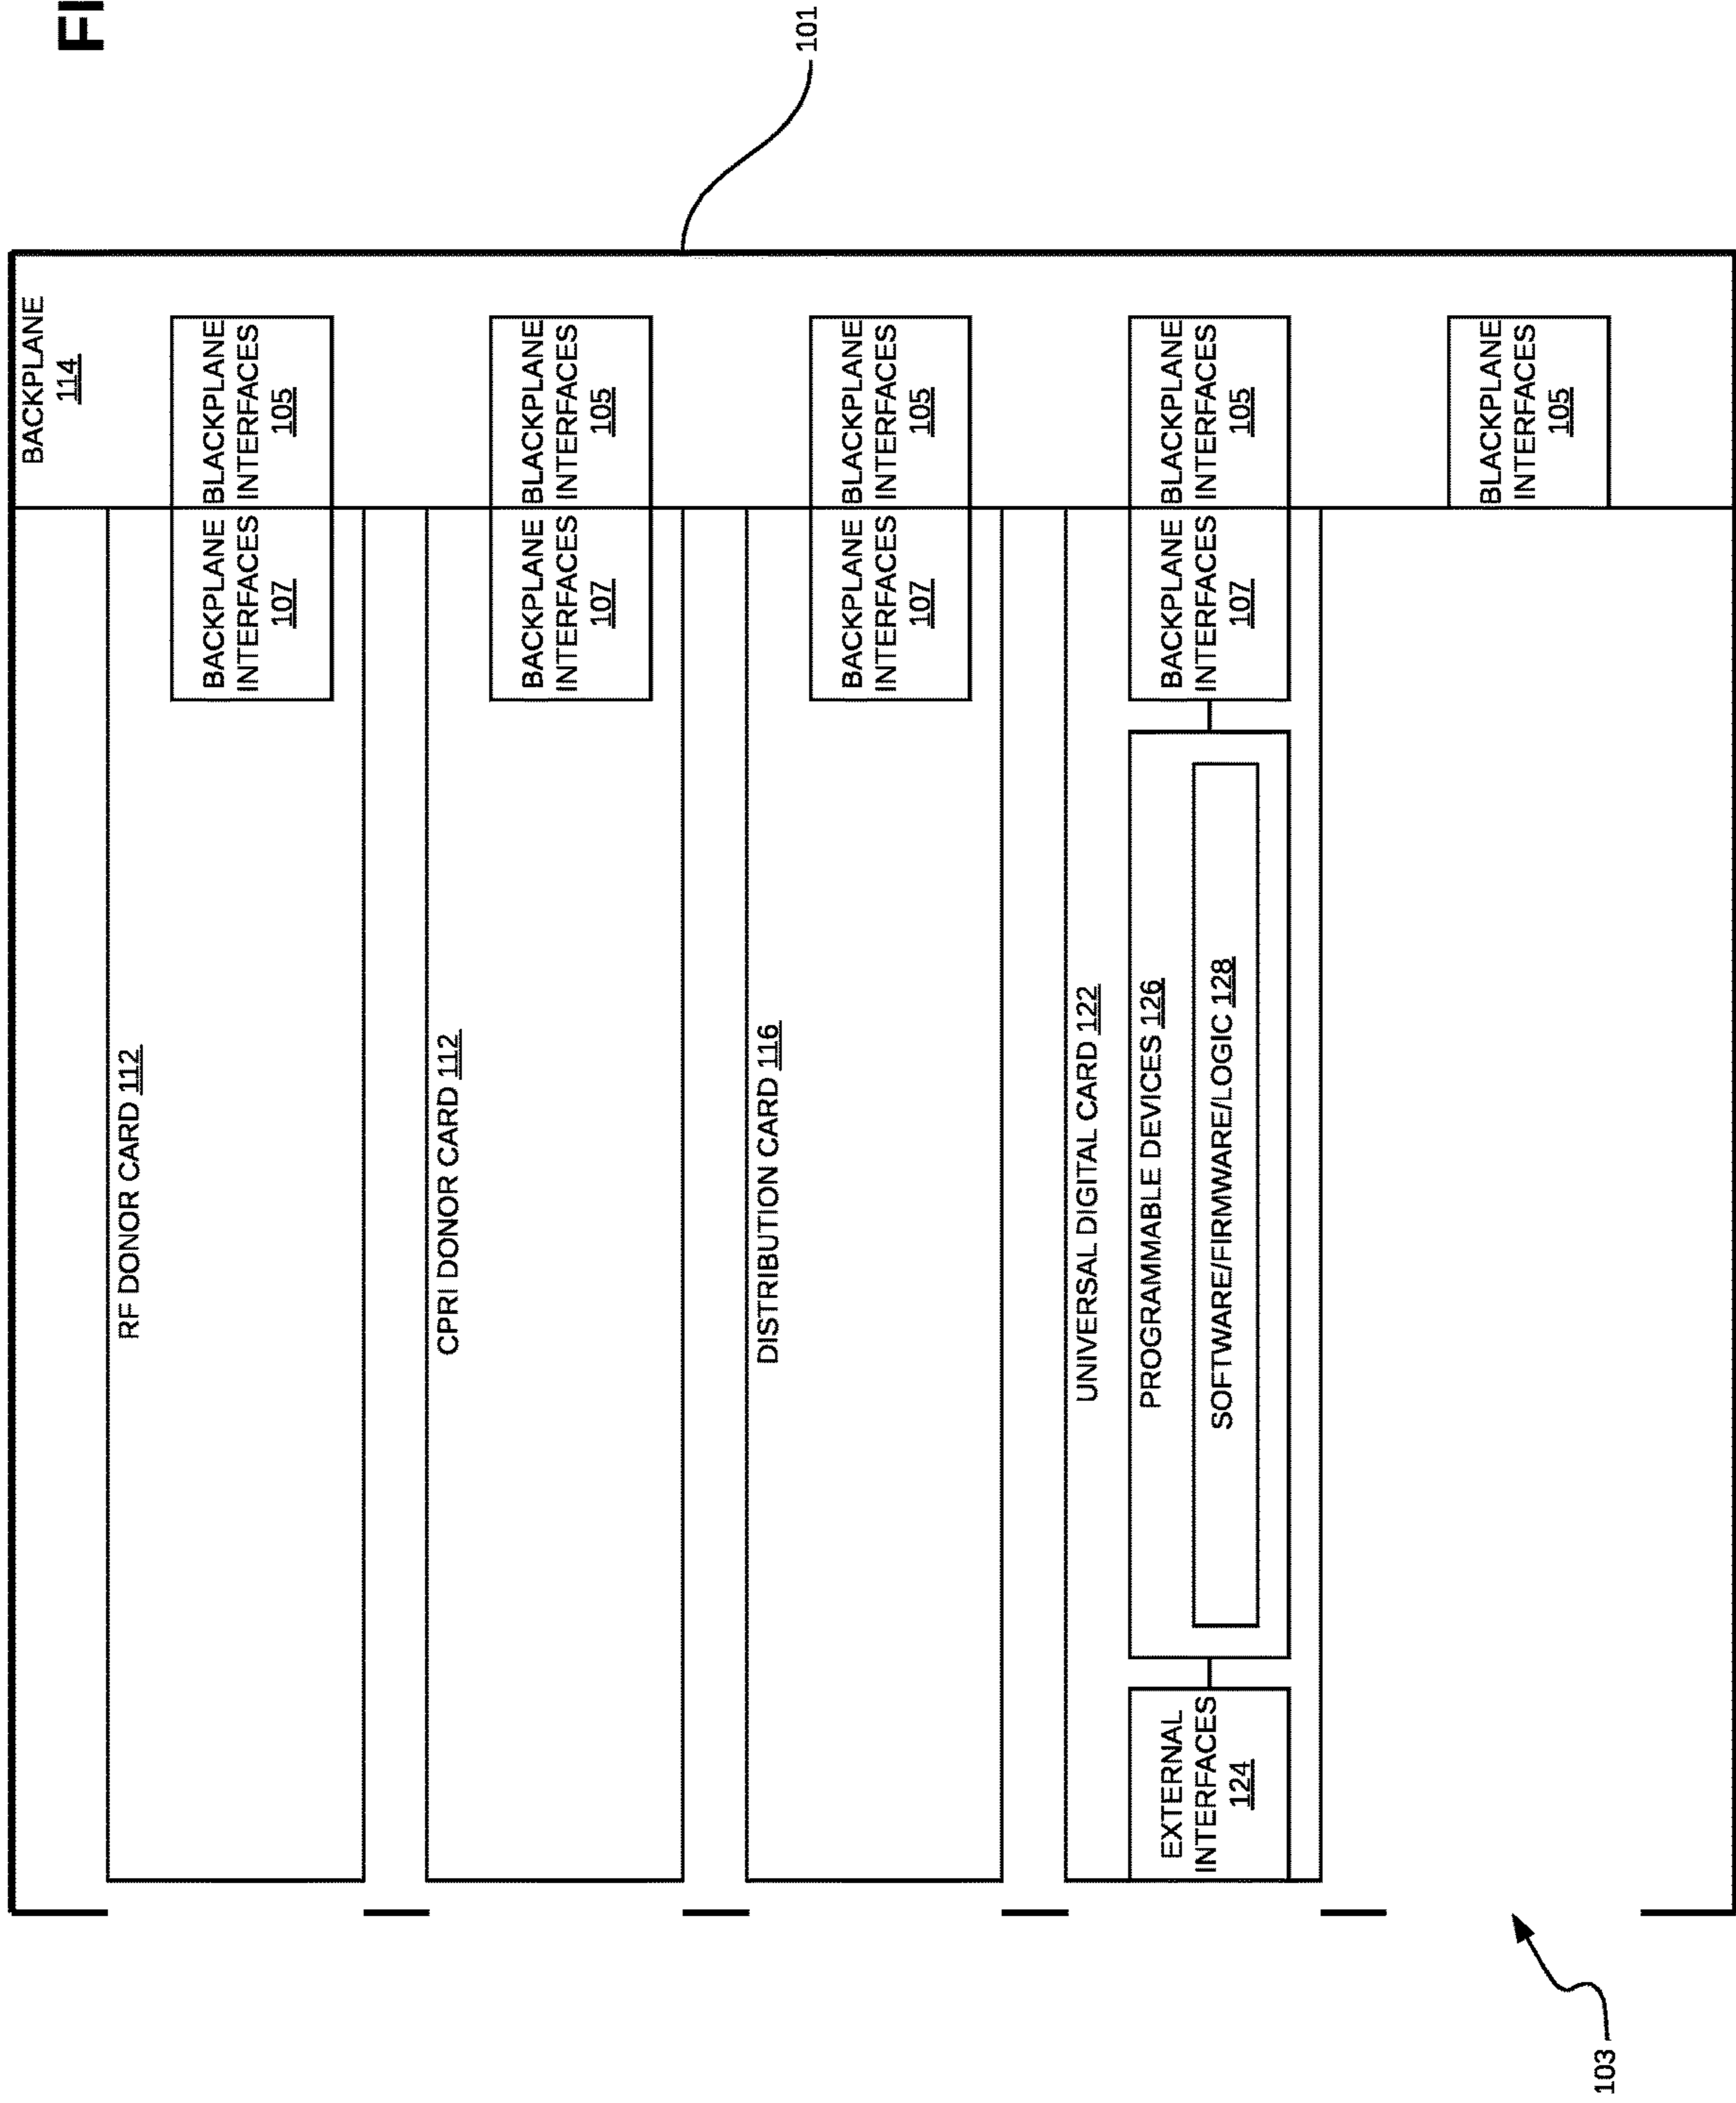 FI
BACKPLANE
114
RF DONOR CARD 112
BACKPLANE
INTERFACES
107
BLACKPLANE
INTERFACES
105
CPRI DONOR CARD 112
BACKPLANE
INTERFACES
107
BLACKPLANE
INTERFACES
105
101
DISTRIBUTION CARD 116
BACKPLANE
INTERFACES
107
BLACKPLANE
INTERFACES
105
UNIVERSAL DIGITAL CARD 122
EXTERNAL
INTERFACES
124
PROGRAMMABLE DEVICES 126
SOFTWARE/FIRMWARE/LOGIC 128
BACKPLANE
INTERFACES
107
BLACKPLANE
INTERFACES
105
BLACKPLANE
INTERFACES
105
103